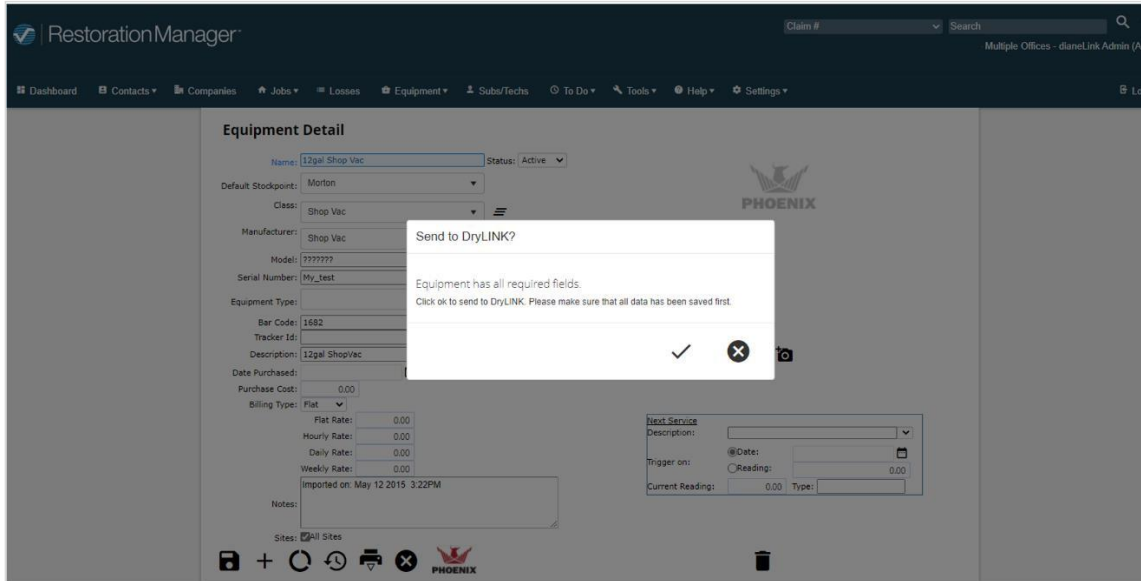 RestorationManager
Claim #
Search
Multiple Offices - dianeLink Admin (A
Dashboard Contacts Companies Jobs Losses Equipment Subs/Techs To Do Tools Help Settings Lo
Equipment Detail
Name: 12gal Shop Vac Status: Active
Default Stockpoint: Morton
PHOENIX
Class: Shop Vac
Manufacturer: Shop Vac
Send to DryLINK?
Model: ???????
Serial Number: My_test
Equipment has all required fields.
Equipment Type:
Click ok to send to DryLINK. Please make sure that all data has been saved first.
Bar Code: 1682
Tracker Id:
Description: 12gal ShopVac
Date Purchased:
Purchase Cost: 0.00
Billing Type: Flat
Flat Rate: 0.00
Hourly Rate: 0.00
Daily Rate: 0.00
Weekly Rate: 0.00
Next Service
Description:
Trigger on: Date:
Reading: 0.00
Current Reading: 0.00 Type:
Notes: Imported on: May 12 2015 3:22PM
Sites: All Sites
PHOENIX